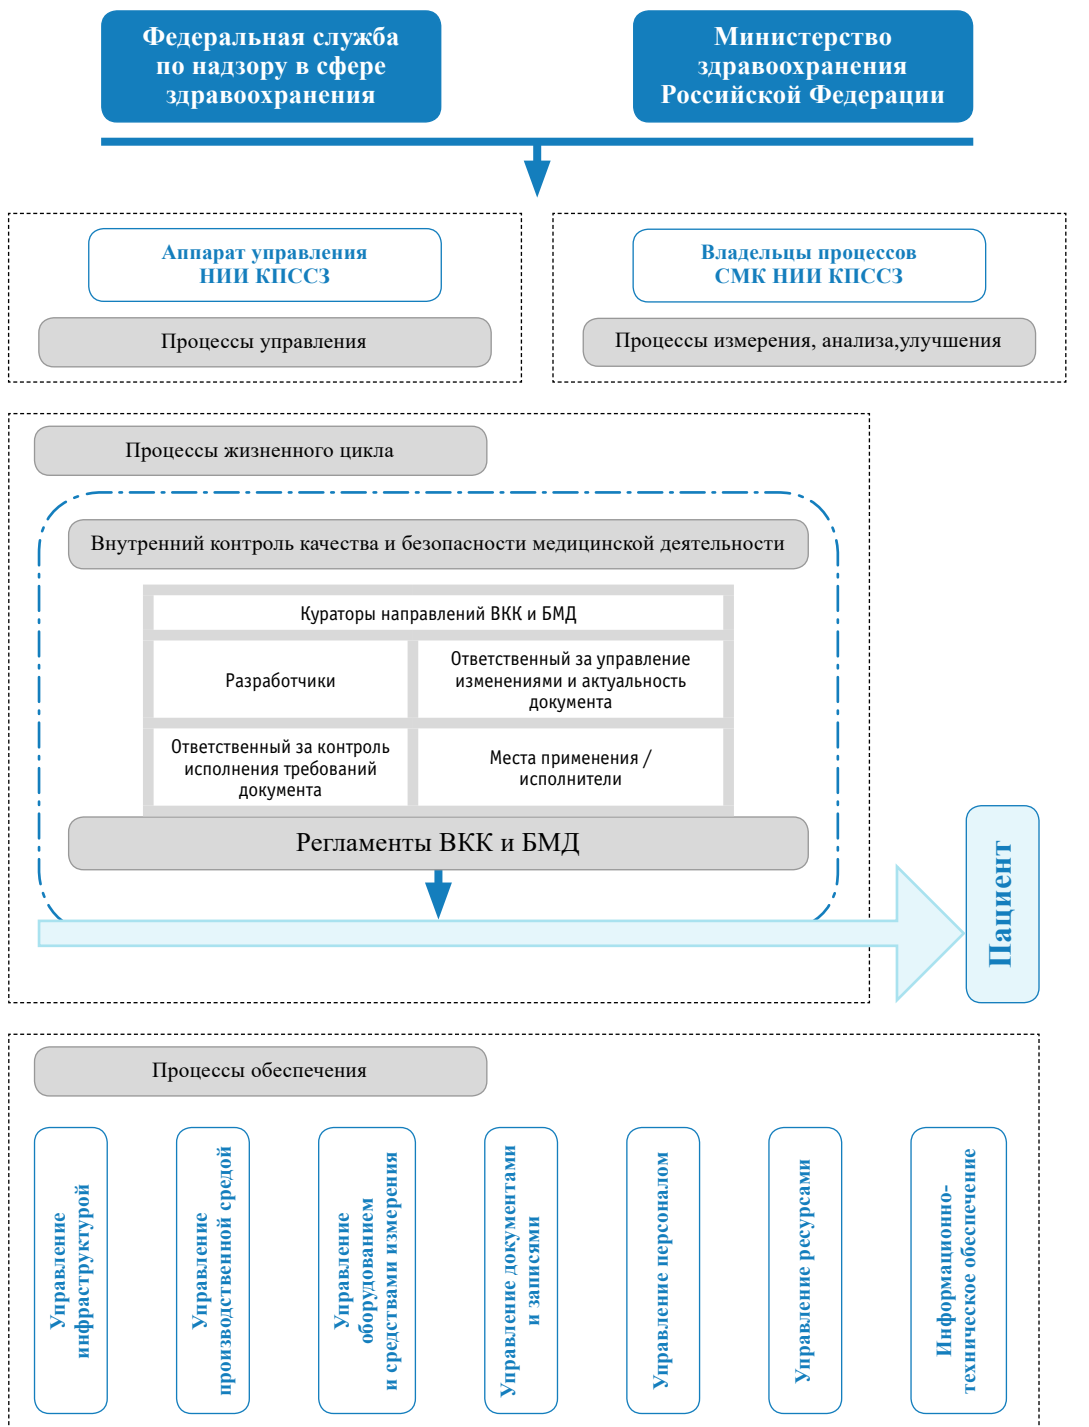 Федеральная служба
по надзору в сфере
здравоохранения
Министерство
здравоохранения
Российской Федерации
Аппарат управления
НИИ КПССЗ
Процессы управления
Владельцы процессов
СМК НИИ КПССЗ
Процессы измерения, анализа,улучшения
Процессы жизненного цикла
Внутренний контроль качества и безопасности медицинской деятельности
Кураторы направлений ВКК и БМД
Разработчики
Ответственный за управление
изменениями и актуальность
документа
Ответственный за контроль
исполнения требований
документа
Места применения /
исполнители
Регламенты ВКК и БМД
Пациент
Процессы обеспечения
Управление
инфраструктурой
Управление
производственной средой
Управление
оборудованием
и средствами измерения
Управление документами
и записями
Управление персоналом
Управление ресурсами
Информационно-
техническое обеспечение